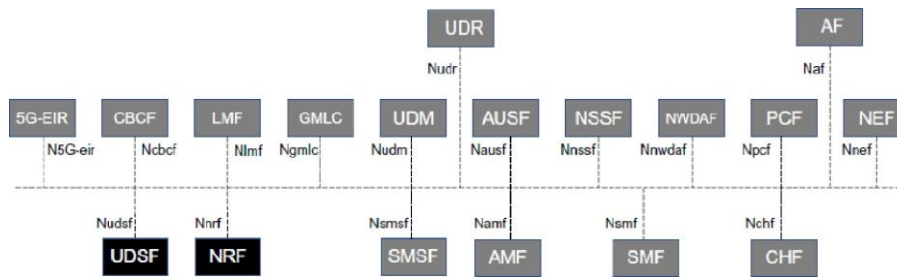 UDR
AF
Nudr
Naf
5G-EIR
CBCF
LMF
GMLC
UDM
AUSF
NSSF
NWDAF
PCF
NEF
N5G-eir
Ncbcf
Nlmf
Ngmlc
Nudm
Nausf
Nnssf
Nnwdaf
Npcf
Nnef
Nudsf
Nnrf
Nsmsf
Namf
Nsmf
Nchf
UDSF
NRF
SMSF
AMF
SMF
CHF